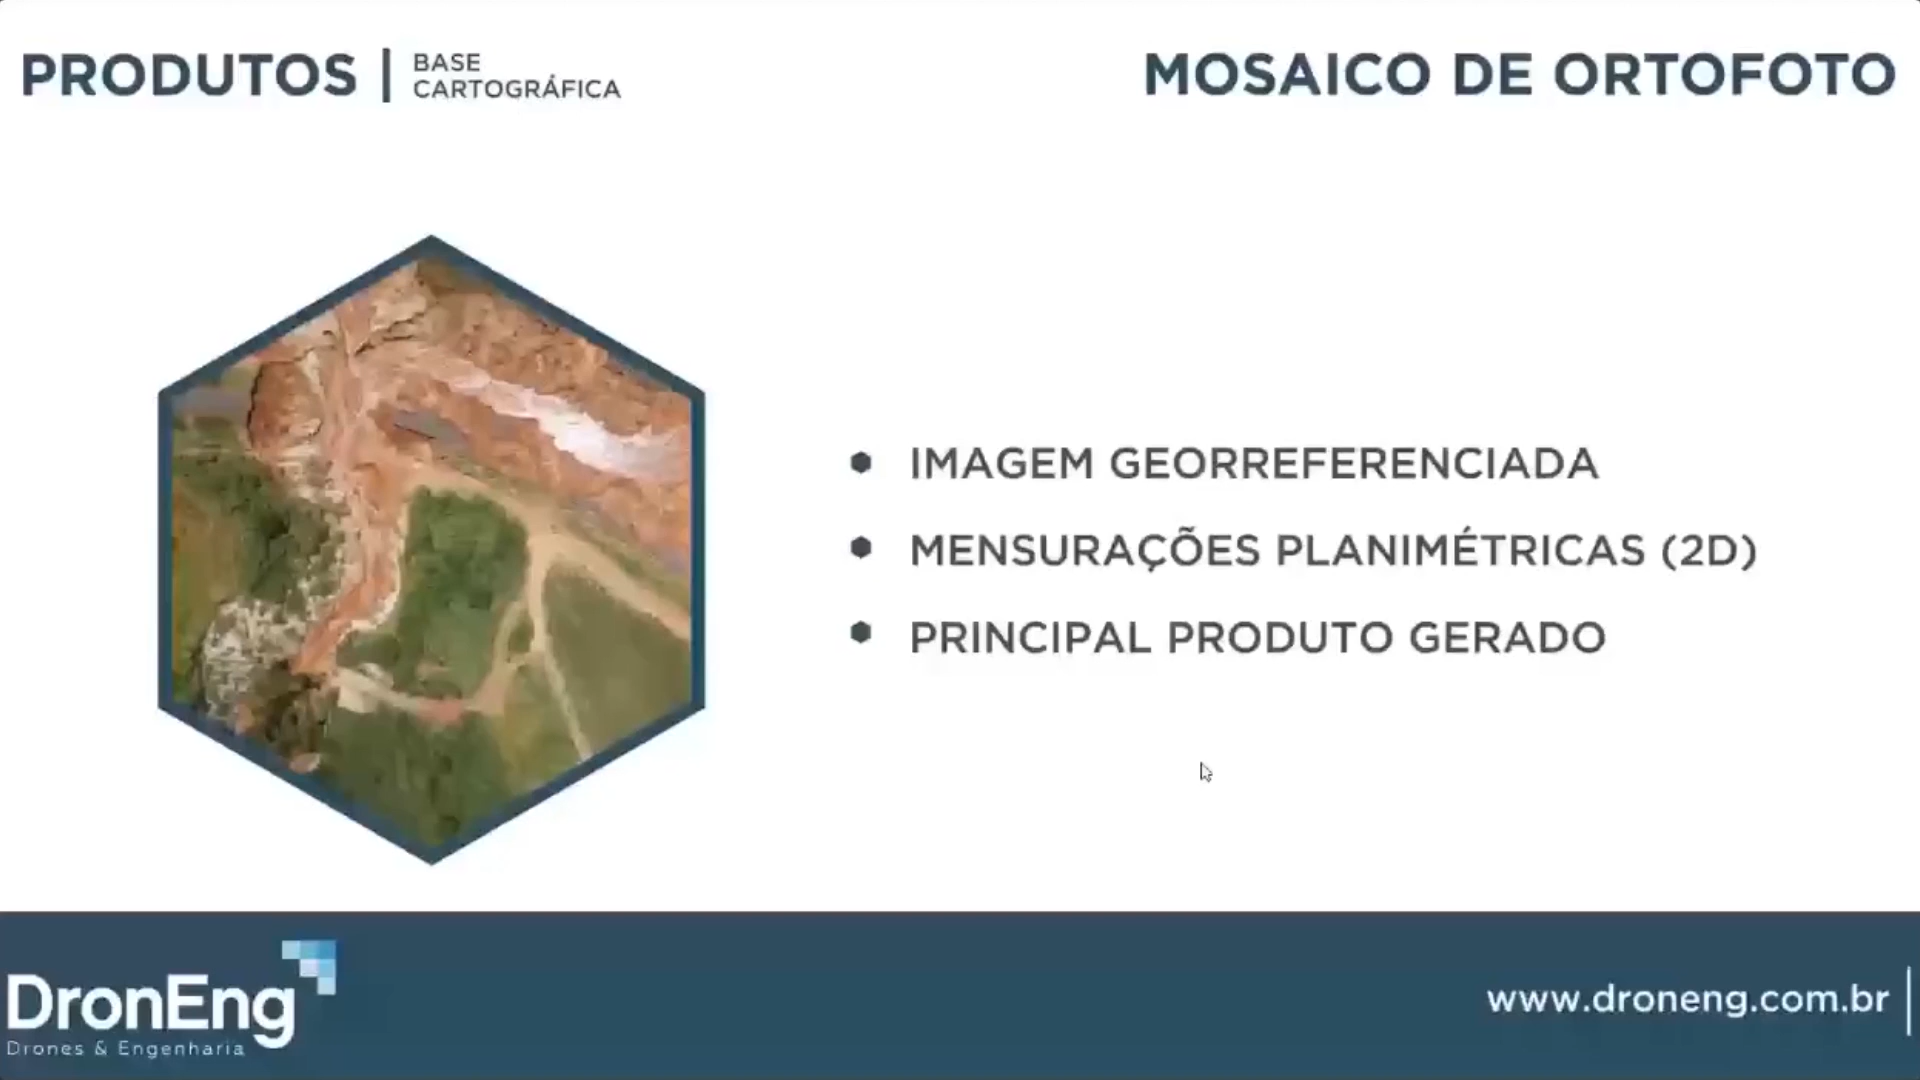 PRODUTOS
BASE
CARTOGRÁFICA
MOSAICO DE ORTOFOTO
IMAGEM GEORREFERENCIADA
MENSURAÇÕES PLANIMÉTRICAS (2D)
PRINCIPAL PRODUTO GERADO
DronEng
Drones & Engenharia
www.droneng.com.br